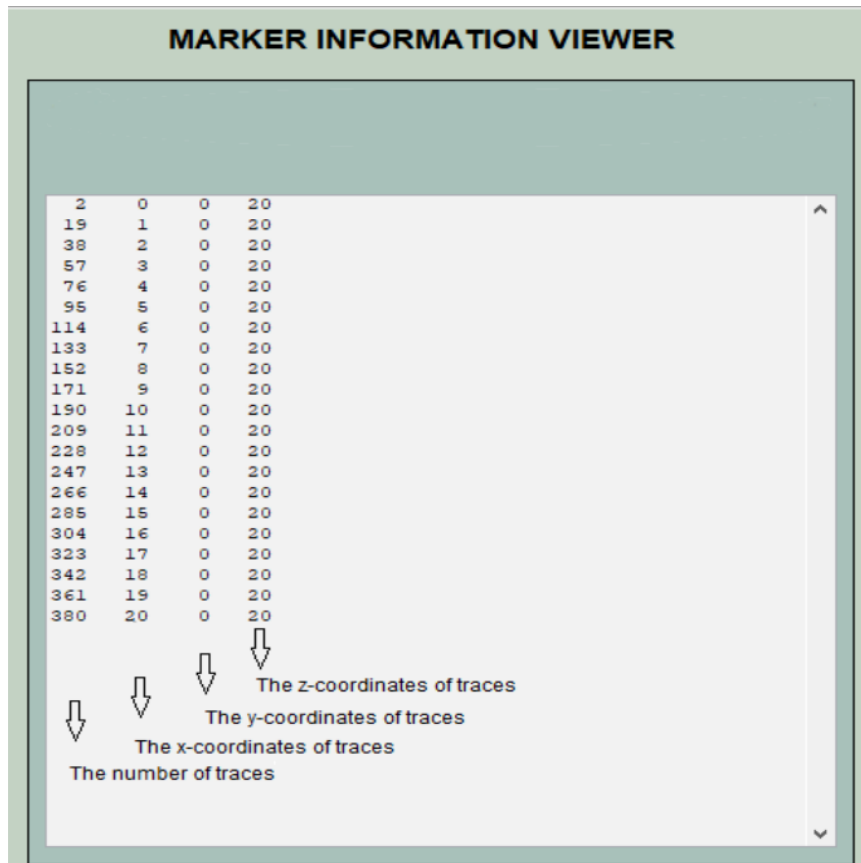 MARKER INFORMATION VIEWER
2 0 0 20
19 1 0 20
38 2 0 20
57 3 0 20
76 4 0 20
95 5 0 20
114 6 0 20
133 7 0 20
152 8 0 20
171 9 0 20
190 10 0 20
209 11 0 20
228 12 0 20
247 13 0 20
266 14 0 20
285 15 0 20
304 16 0 20
323 17 0 20
342 18 0 20
361 19 0 20
380 20 0 20
The z-coordinates of traces
The y-coordinates of traces
The x-coordinates of traces
The number of traces